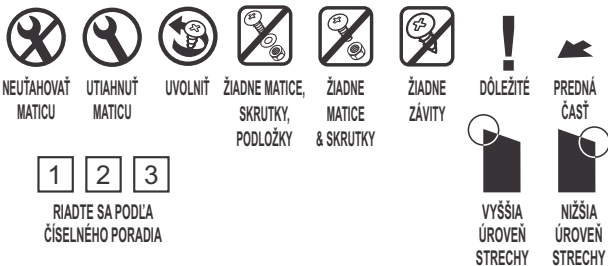 NEUŤAHOVAŤ
MATICU
UTIAHNUŤ
MATICU
UVOLNIŤ
ŽIADNE MATICE,
SKRUTKY,
PODLOŽKY
ŽIADNE
MATICE
& SKRUTKY
ŽIADNE
ZÁVITY
DÔLEŽITÉ
PREDNÁ
ČASŤ
1 2 3
RIADTE SA PODĽA
ČÍSELNÉHO PORADIA
VYŠŠIA
ÚROVEŇ
STRECHY
NIŽŠIA
ÚROVEŇ
STRECHY